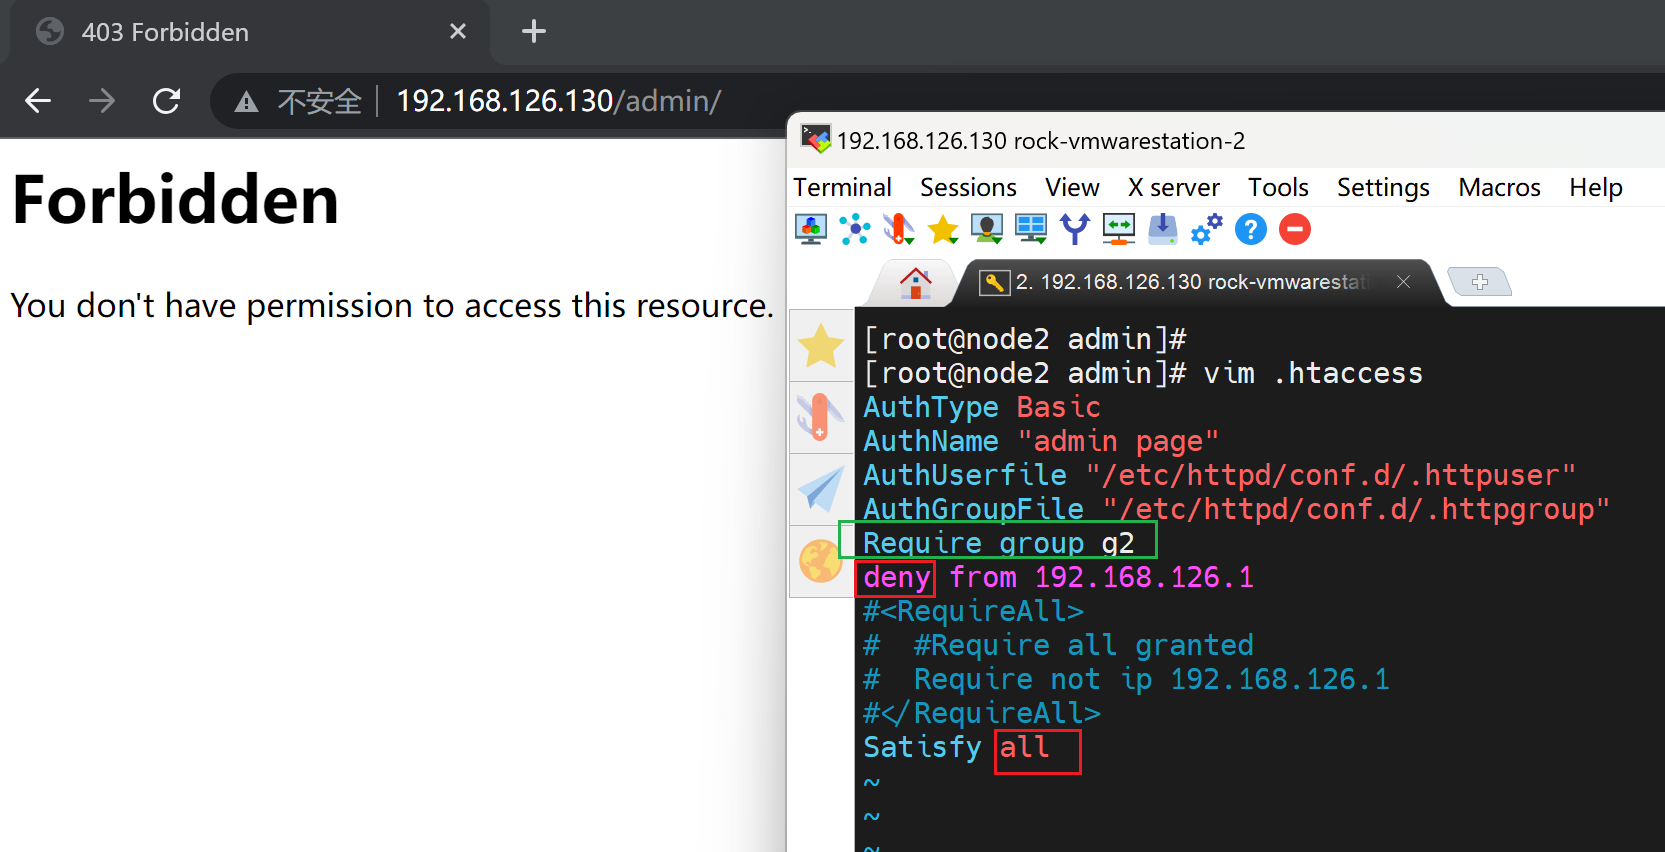 403 Forbidden
不安全 192.168.126.130/admin/
Forbidden
You don't have permission to access this resource.
192.168.126.130 rock-vmwarestation-2
Terminal Sessions View X server Tools Settings Macros Help
2. 192.168.126.130 rock-vmwarestati
[root@node2 admin]#
[root@node2 admin]# vim .htaccess
AuthType Basic
AuthName "admin page"
AuthUserfile "/etc/httpd/conf.d/.httpuser"
AuthGroupFile "/etc/httpd/conf.d/.httpgroup"
Require group g2
deny from 192.168.126.1
#<RequireAll>
#  #Require all granted
#  Require not ip 192.168.126.1
#</RequireAll>
Satisfy all
~
~
~